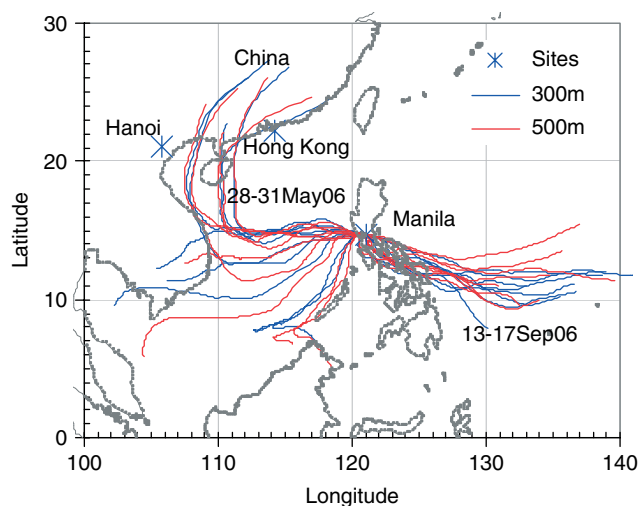 30
20
10
0
Latitude
100
110
120
130
140
Longitude
China
Hanoi
Hong Kong
28-31May06
Manila
13-17Sep06
Sites
300m
500m